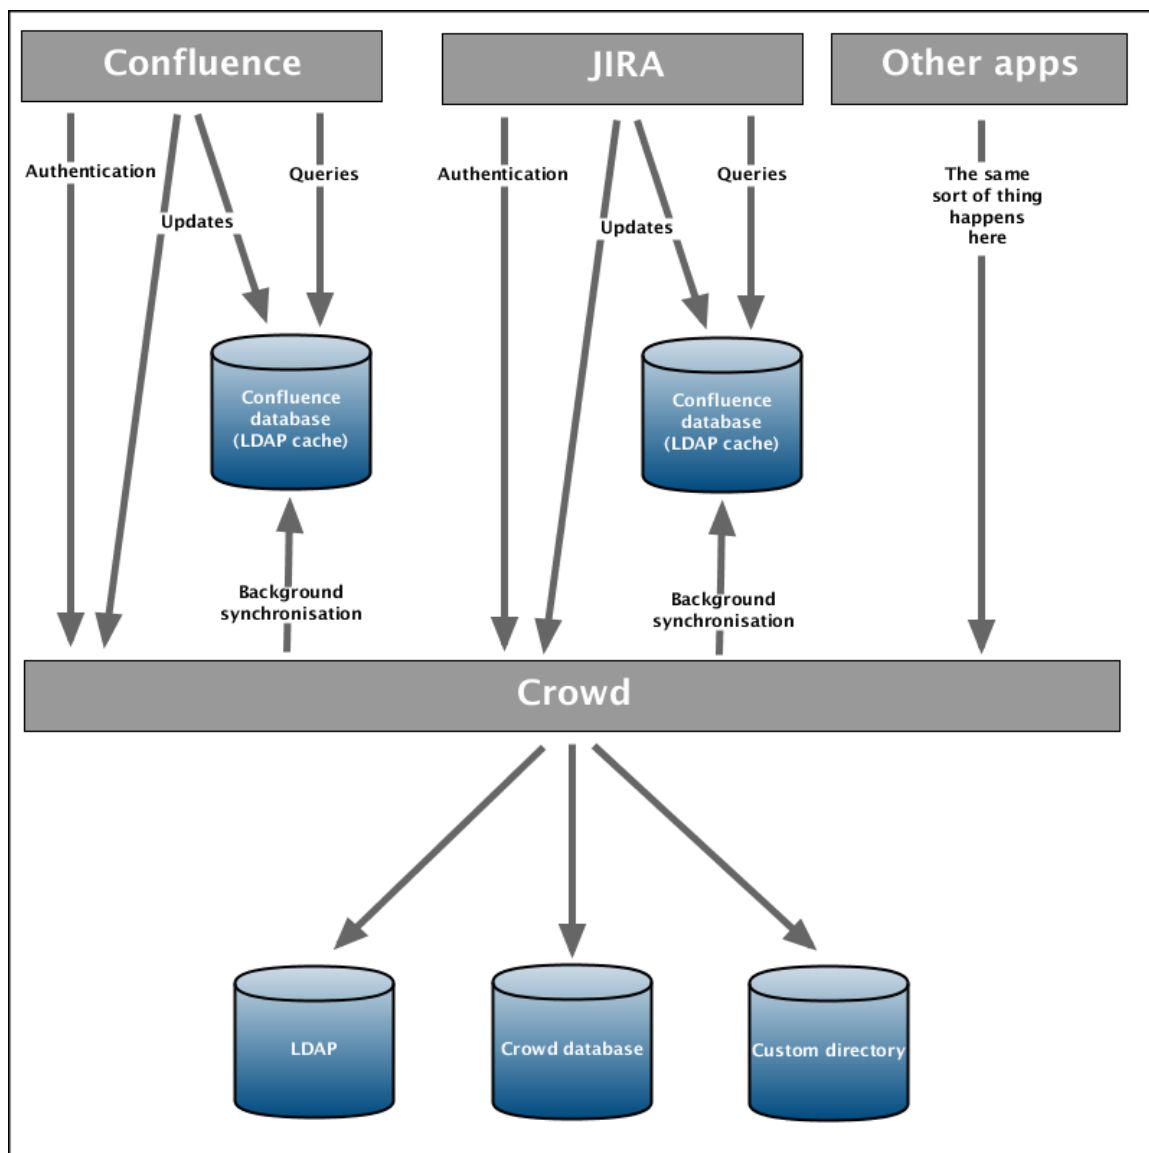 Confluence
JIRA
Other apps
Authentication
Queries
Updates
Authentication
Queries
Updates
The same
sort of thing
happens
here
Confluence
database
(LDAP cache)
Confluence
database
(LDAP cache)
Background
synchronisation
Background
synchronisation
Crowd
LDAP
Crowd database
Custom directory